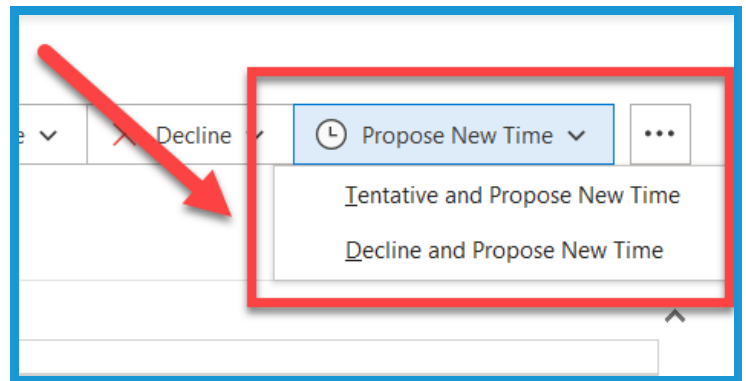 Decline
Propose New Time
Tentative and Propose New Time
Decline and Propose New Time